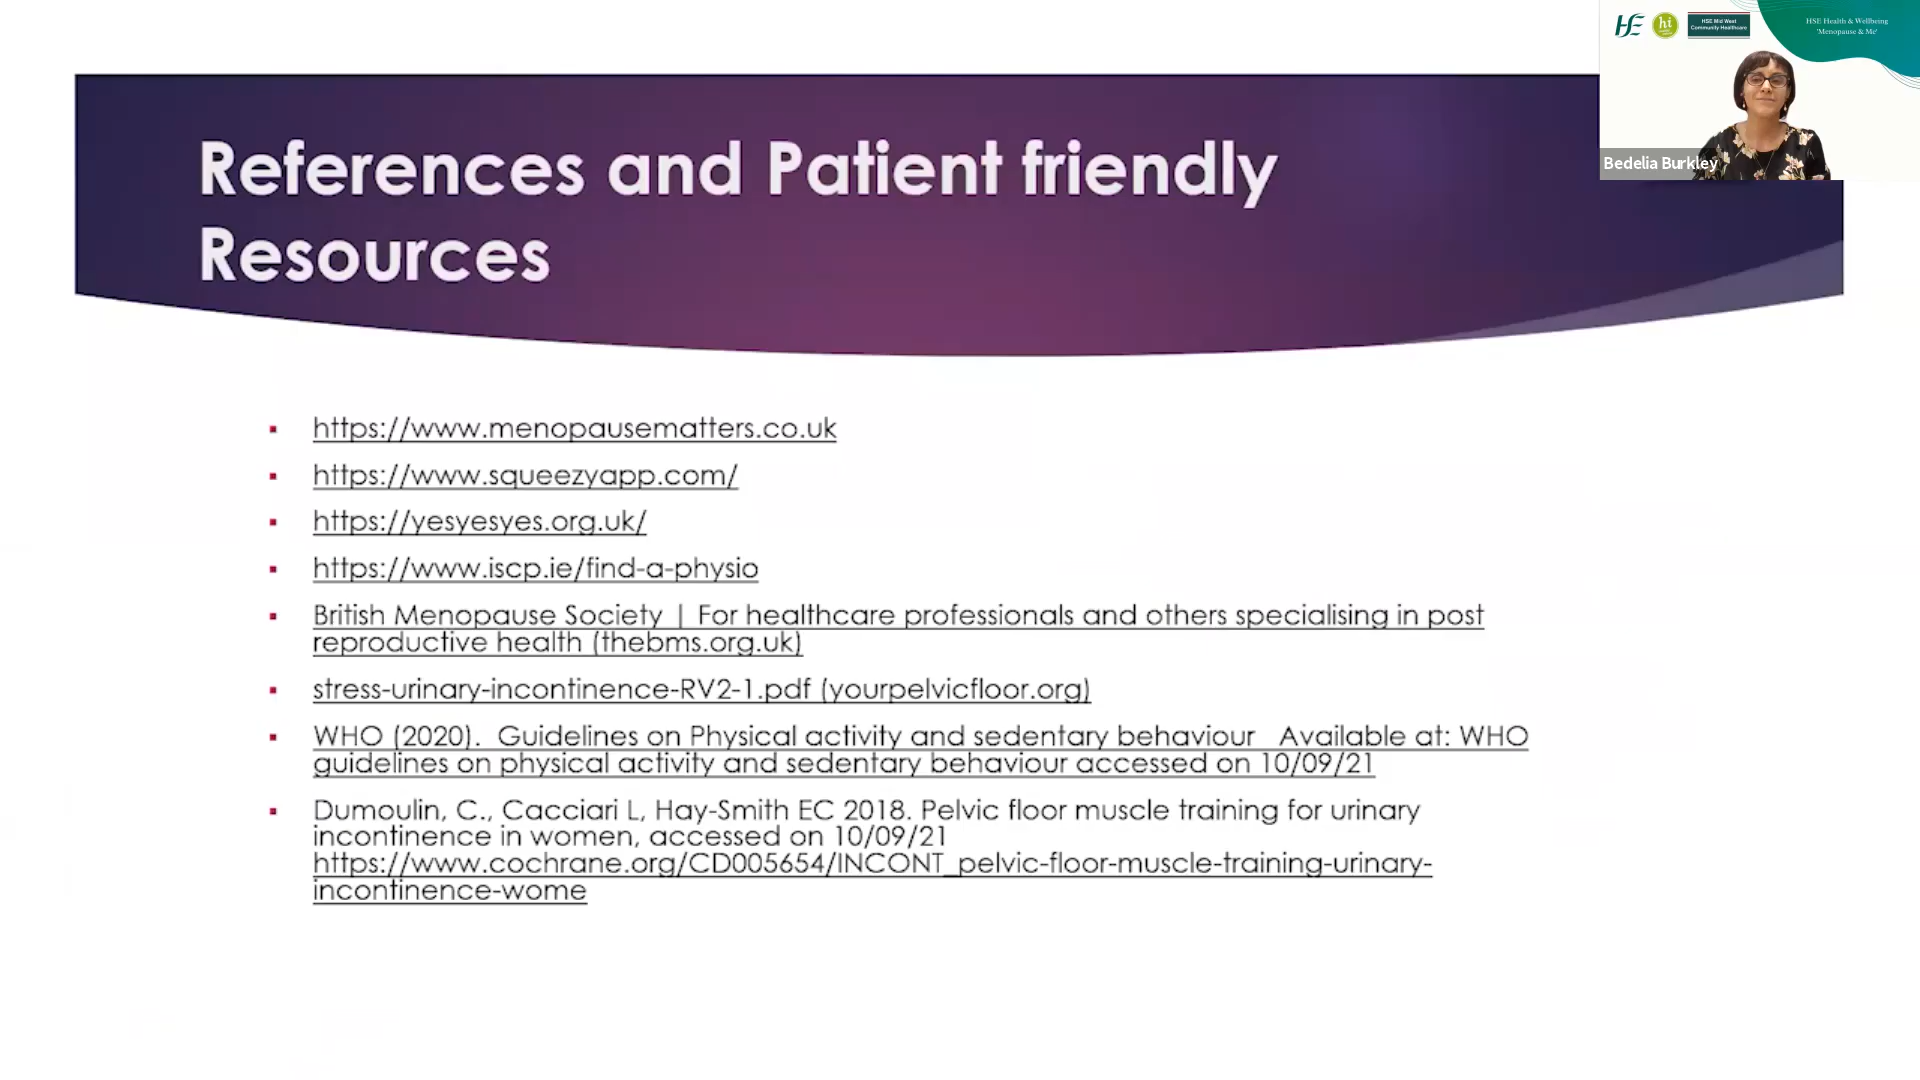 HSE Health & Wellbeing
'Menopause & Me'
hi
HSE Mid West
Community Healthcare
Bedelia Burkley
References and Patient friendly
Resources
https://www.menopausematters.co.uk
https://www.squeezyapp.com/
https://yesyesyes.org.uk/
https://www.iscp.ie/find-a-physio
British Menopause Society | For healthcare professionals and others specialising in post
reproductive health (thebms.org.uk)
stress-urinary-incontinence-RV2-1.pdf (yourpelvicfloor.org)
WHO (2020).  Guidelines on Physical activity and sedentary behaviour   Available at: WHO
guidelines on physical activity and sedentary behaviour accessed on 10/09/21
Dumoulin, C., Cacciari L, Hay-Smith EC 2018. Pelvic floor muscle training for urinary
incontinence in women, accessed on 10/09/21
https://www.cochrane.org/CD005654/INCONT_pelvic-floor-muscle-training-urinary-
incontinence-wome